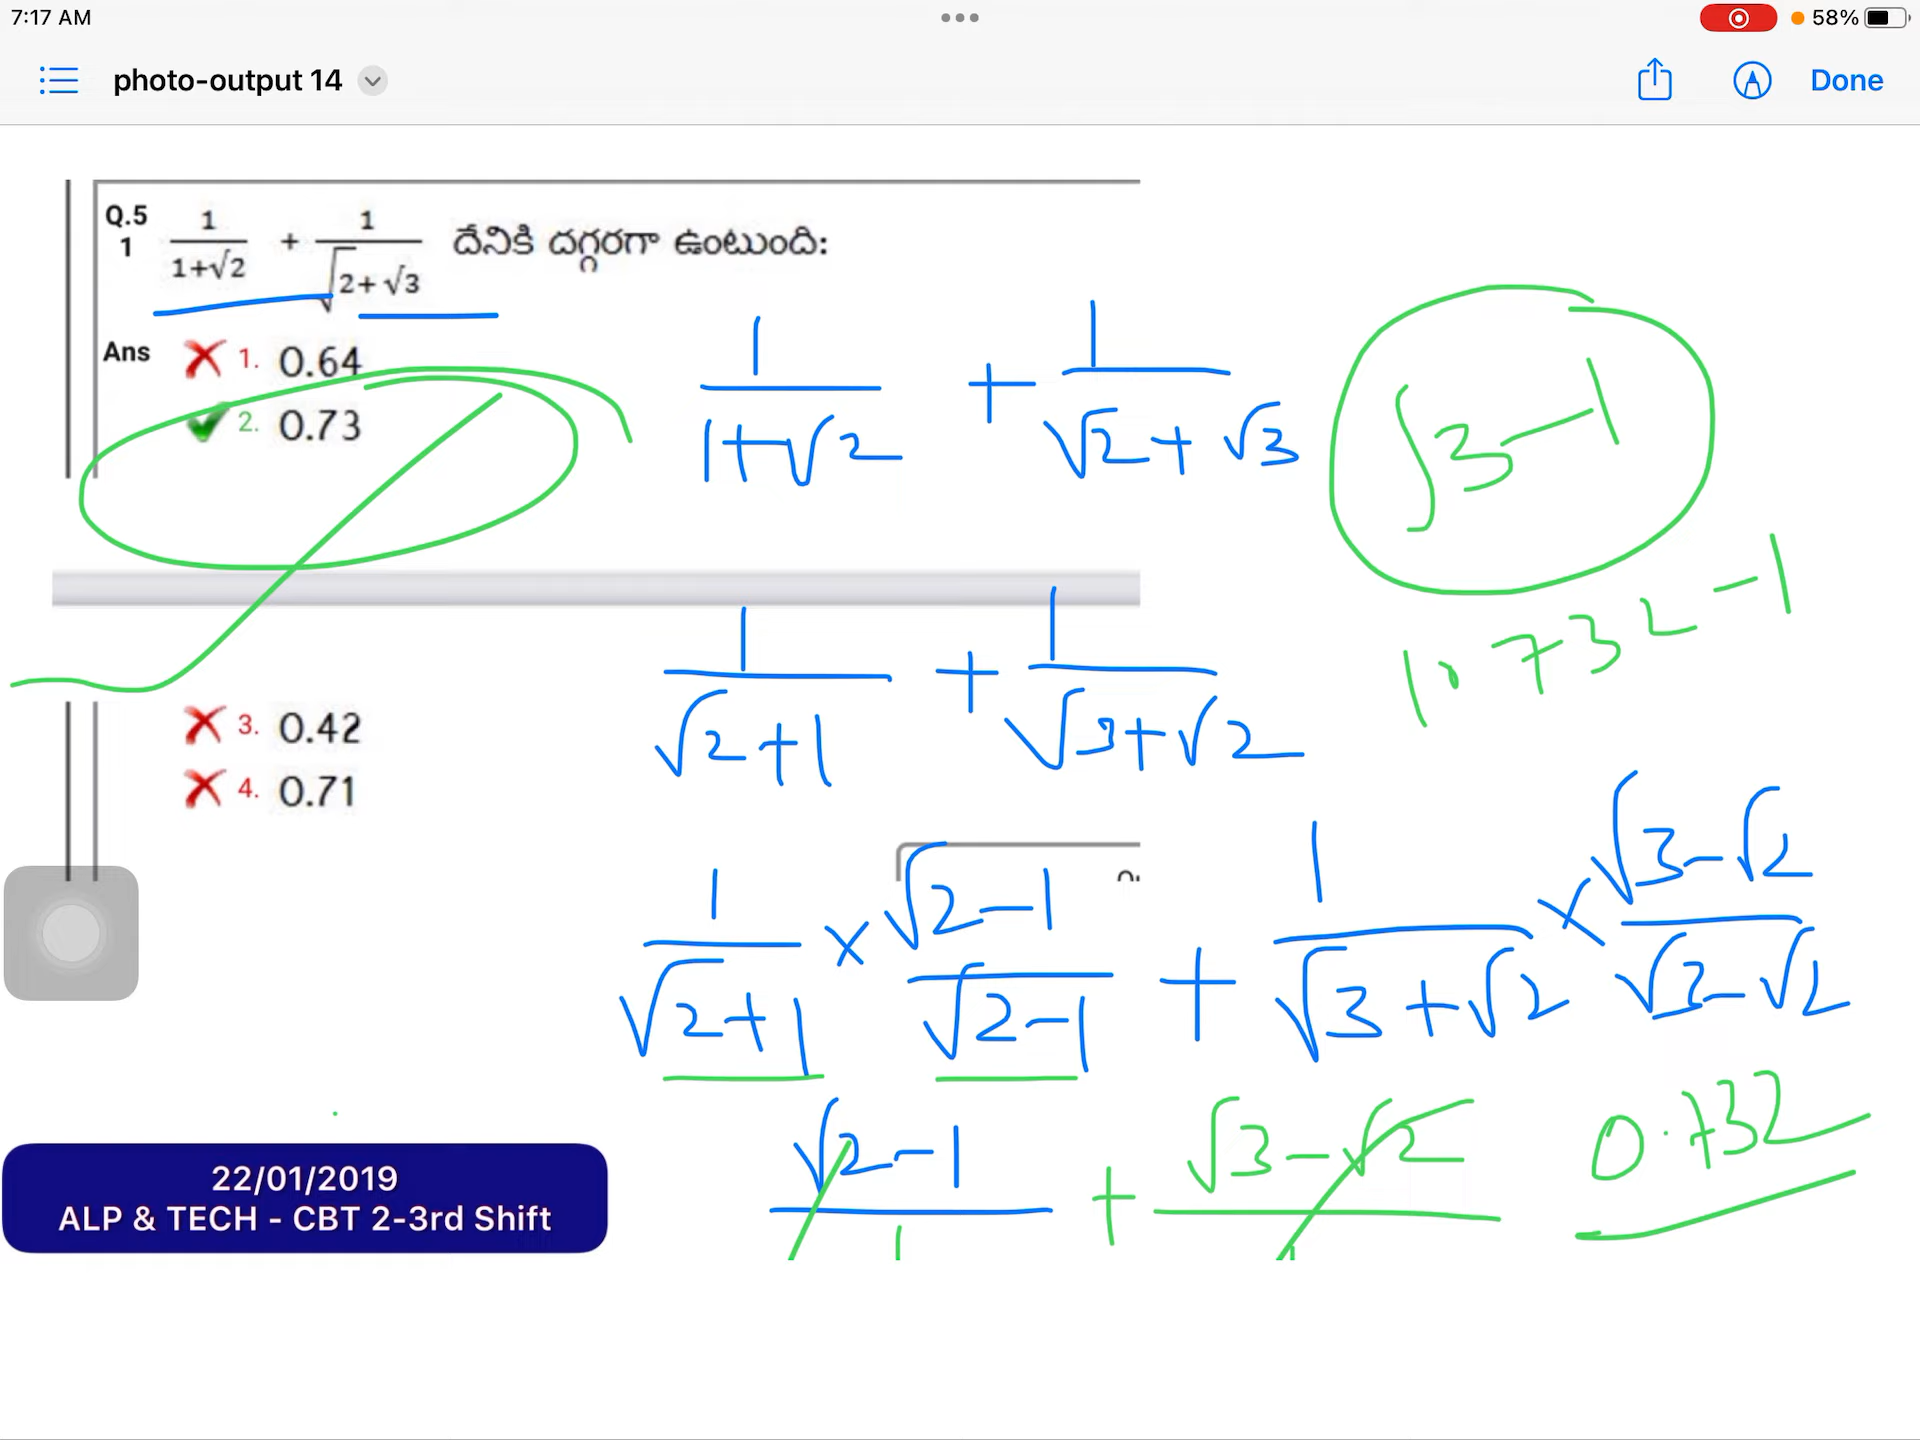 7:17 AM
58%
photo-output 14
Done
Q.51 1/(1+√2) + 1/(√2+√3) దేనికి దగ్గరగా ఉంటుంది:
Ans
1. 0.64
2. 0.73
3. 0.42
4. 0.71
1/(1+√2) + 1/(√2+√3)
√3-1
1.732-1
1/(√2+1) + 1/(√3+√2)
1/(√2+1) × (√2-1)/(√2-1) + 1/(√3+√2) × (√3-√2)/(√3-√2)
(√2-1)/1 + (√3-√2)/1
0.732
22/01/2019
ALP & TECH - CBT 2-3rd Shift